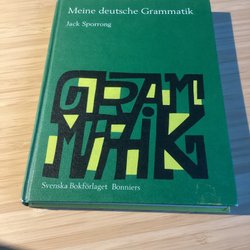 Meine deutsche Grammatik
Jack Sporrong
GRAM
MATIK
Svenska Bokförlaget Bonniers